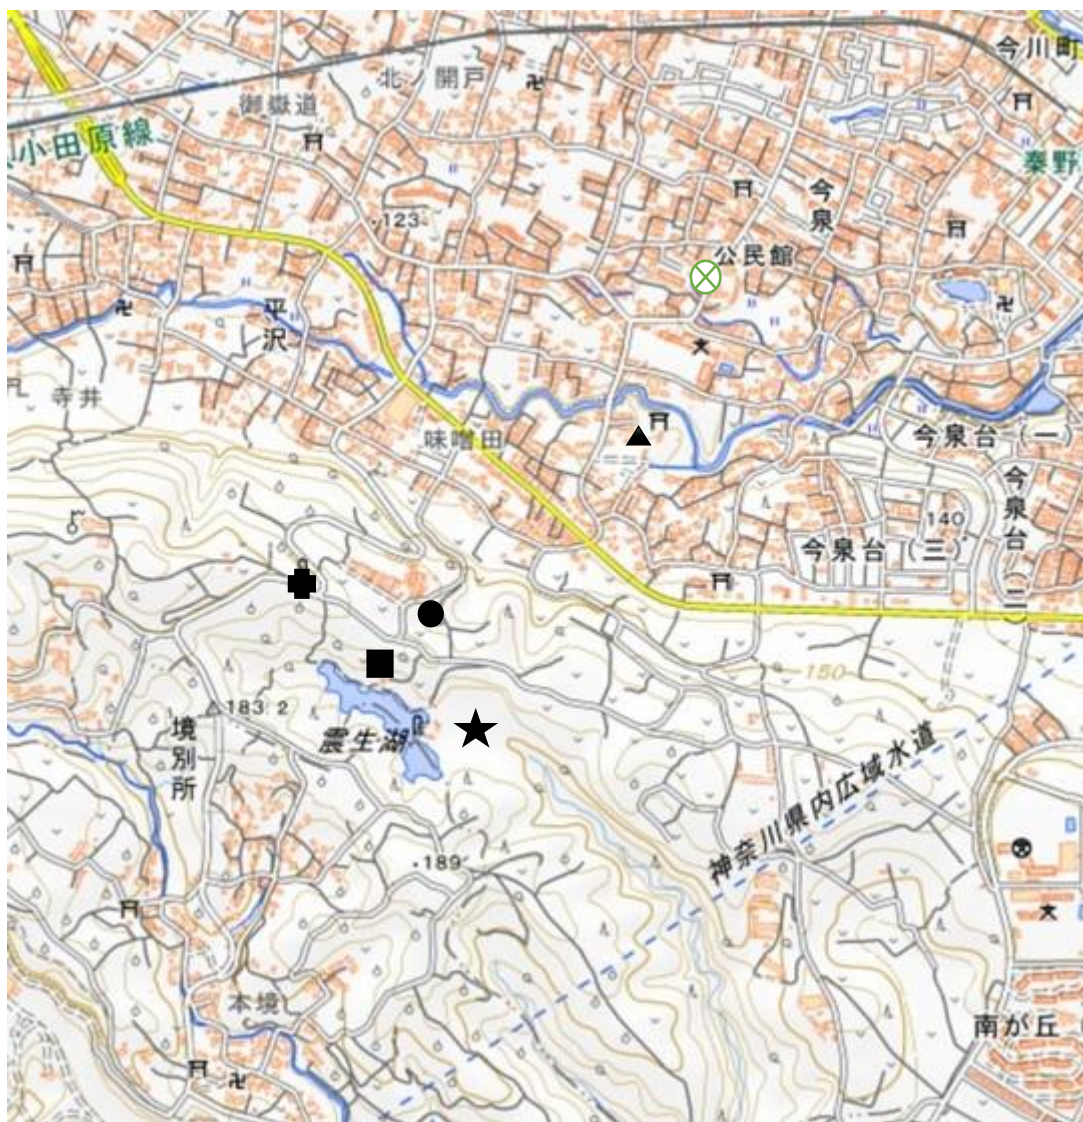 今川町
北ノ開戸
御嶽道
小田原線
秦野
今泉
123
公民館
平沢
寺井
味噌田
今泉台(一)
今泉台(二)
140
今泉台(三)
150
183.2
境別所
震生湖
神奈川県内広域水道
189
本境
南が丘